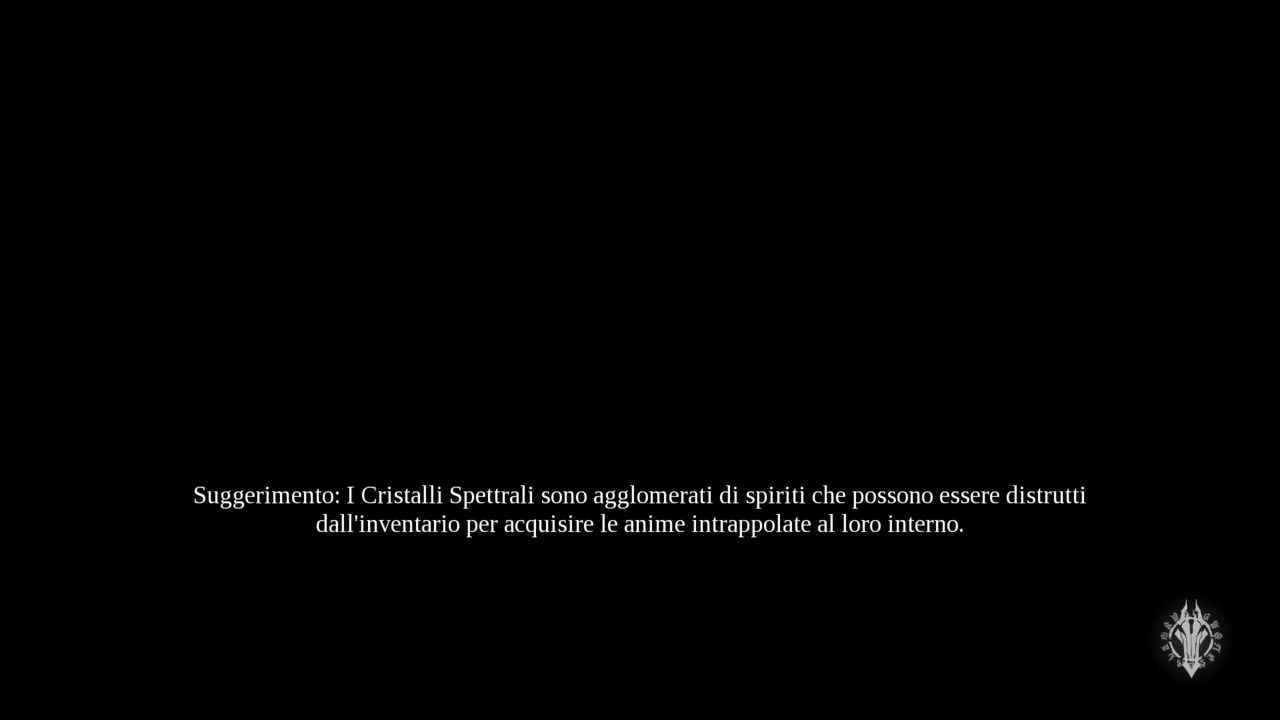 Suggerimento: I Cristalli Spettrali sono agglomerati di spiriti che possono essere distrutti
dall'inventario per acquisire le anime intrappolate al loro interno.